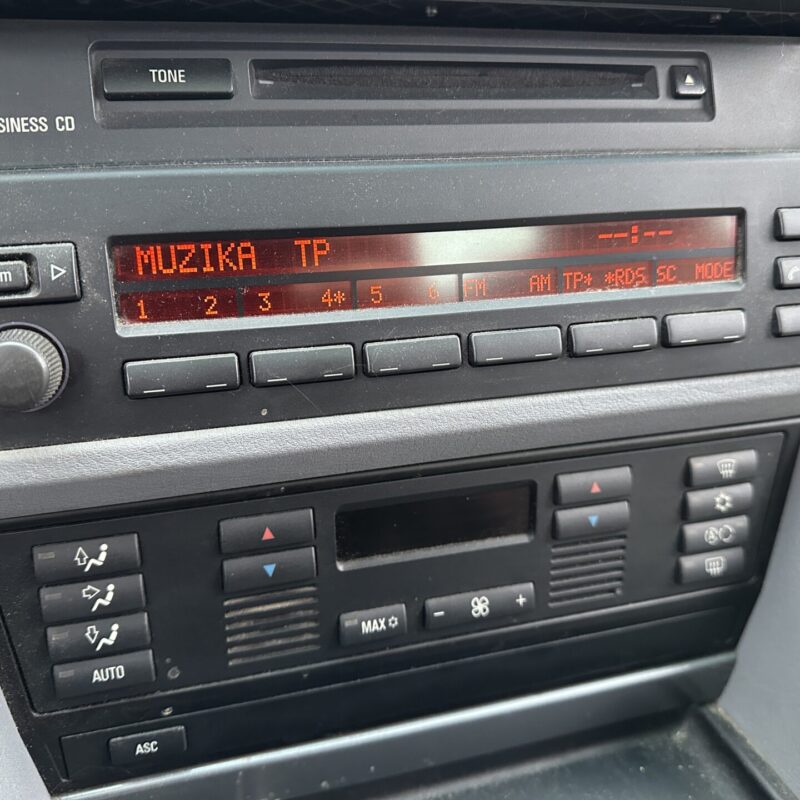 TONE
SINESS CD
m
MUZIKA TP --:--
1 2 3 4* 5 6 FM AM TP* *RDS SC MODE
MAX
- +
AUTO
ASC